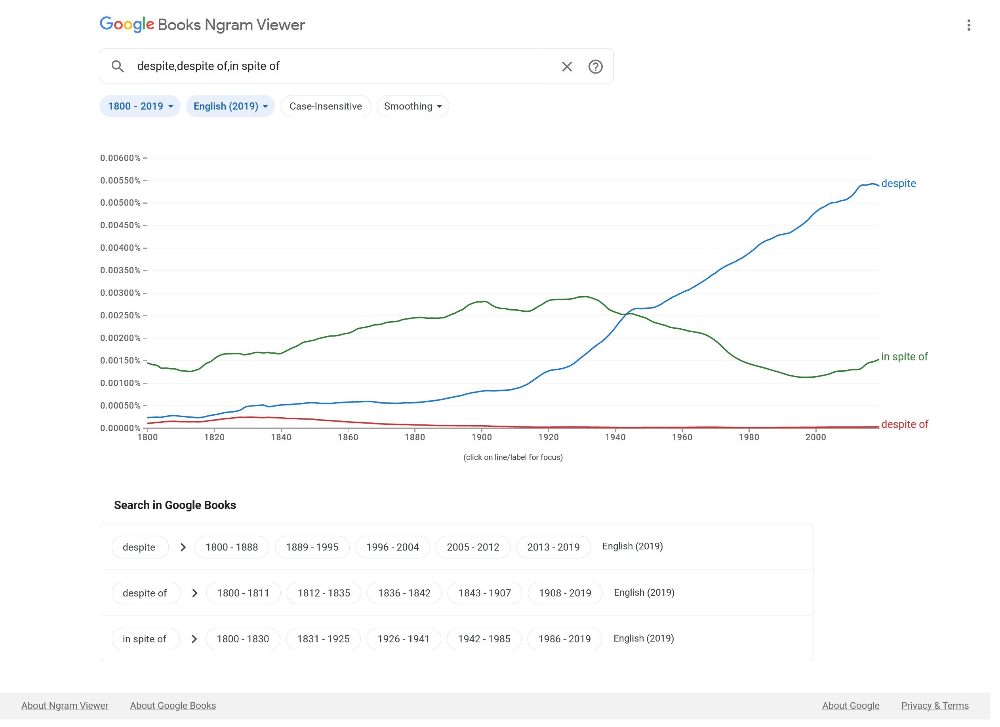 Google Books Ngram Viewer
despite,despite of,in spite of
1800 - 2019 English (2019) Case-Insensitive Smoothing
0.00600%
0.00550%
despite
0.00500%
0.00450%
0.00400%
0.00350%
0.00300%
0.00250%
0.00200%
0.00150%
in spite of
0.00100%
0.00050%
0.00000%
despite of
1800 1820 1840 1860 1880 1900 1920 1940 1960 1980 2000
(click on line/label for focus)
Search in Google Books
despite 1800 - 1888 1889 - 1995 1996 - 2004 2005 - 2012 2013 - 2019 English (2019)
despite of 1800 - 1811 1812 - 1835 1836 - 1842 1843 - 1907 1908 - 2019 English (2019)
in spite of 1800 - 1830 1831 - 1925 1926 - 1941 1942 - 1985 1986 - 2019 English (2019)
About Ngram Viewer About Google Books About Google Privacy & Terms